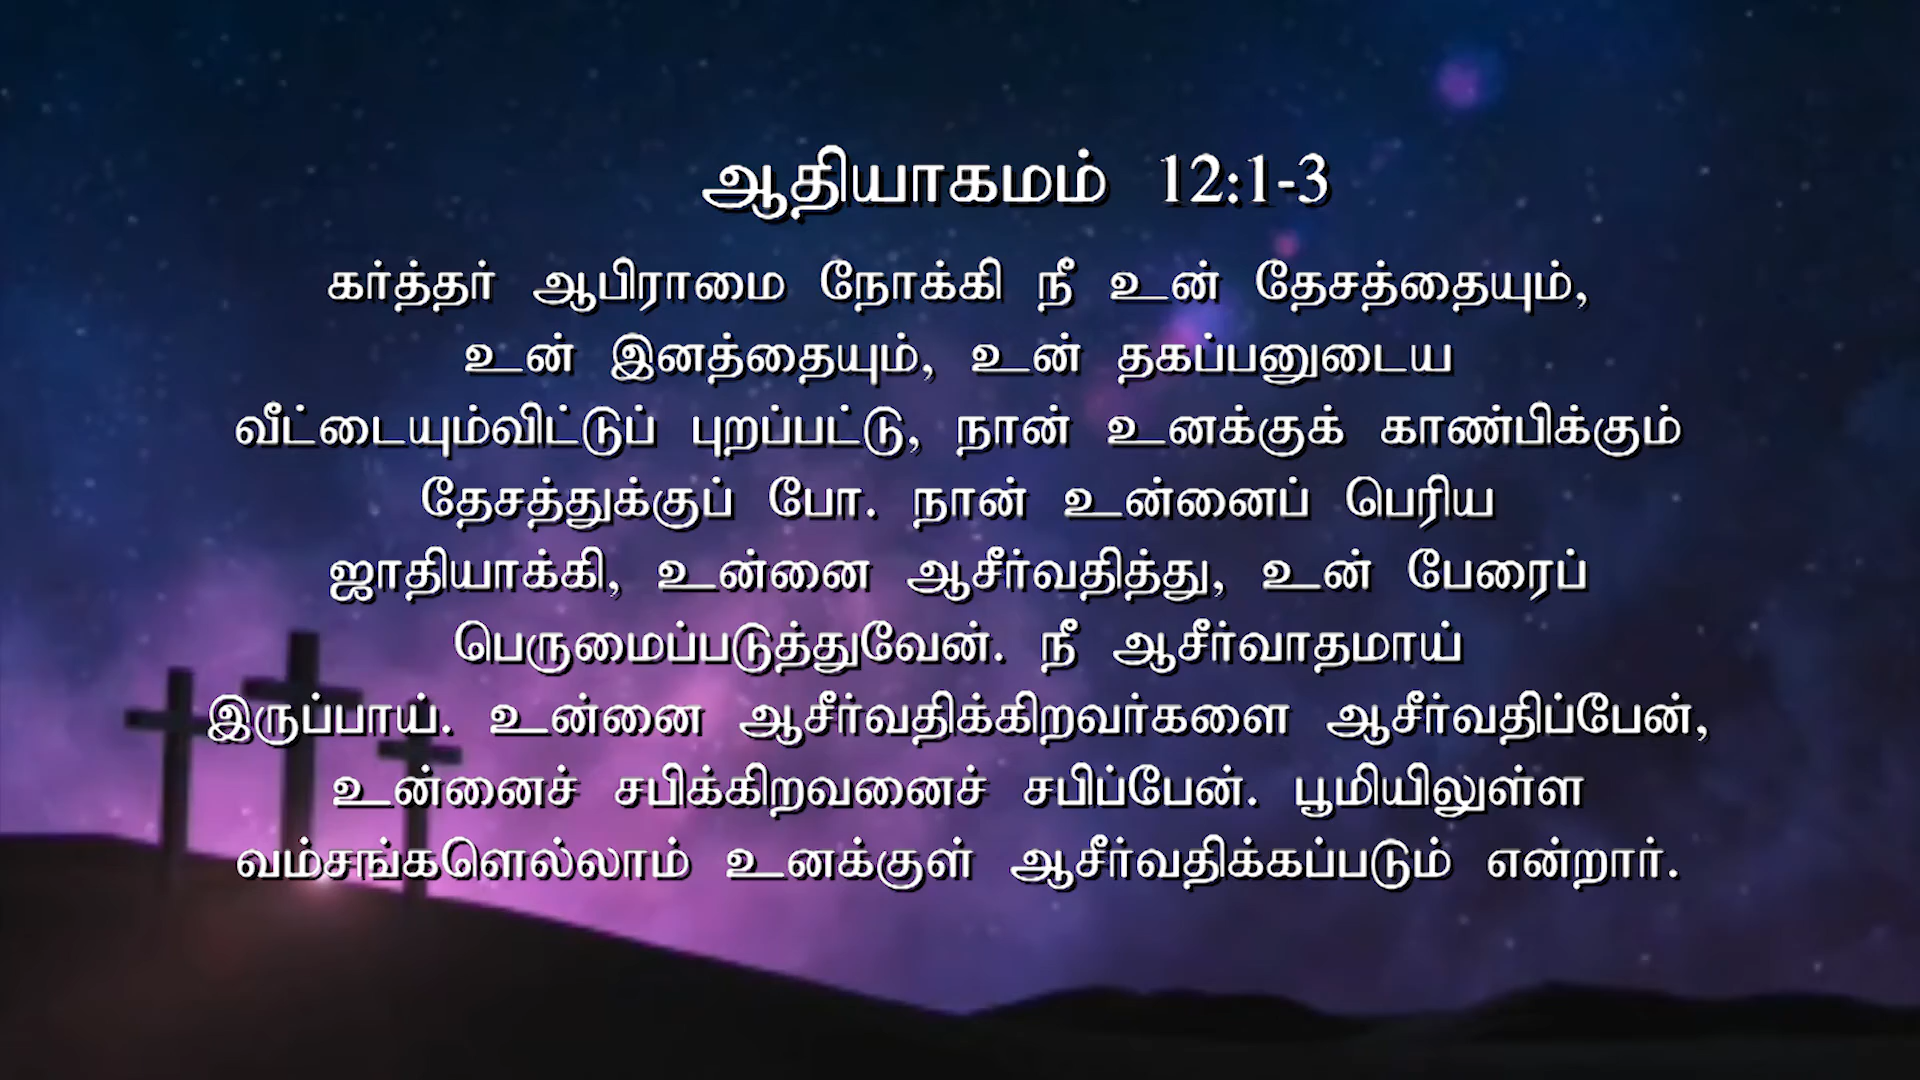 ஆதியாகமம் 12:1-3
கர்த்தர் ஆபிராமை நோக்கி நீ உன் தேசத்தையும்,
உன் இனத்தையும், உன் தகப்பனுடைய
வீட்டையும்விட்டுப் புறப்பட்டு, நான் உனக்குக் காண்பிக்கும்
தேசத்துக்குப் போ. நான் உன்னைப் பெரிய
ஜாதியாக்கி, உன்னை ஆசீர்வதித்து, உன் பேரைப்
பெருமைப்படுத்துவேன். நீ ஆசீர்வாதமாய்
இருப்பாய். உன்னை ஆசீர்வதிக்கிறவர்களை ஆசீர்வதிப்பேன்,
உன்னைச் சபிக்கிறவனைச் சபிப்பேன். பூமியிலுள்ள
வம்சங்களெல்லாம் உனக்குள் ஆசீர்வதிக்கப்படும் என்றார்.